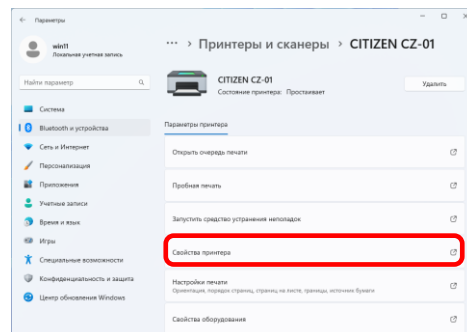 Параметры
win11
Локальная учетная запись
··· › Принтеры и сканеры › CITIZEN CZ-01
Найти параметр
CITIZEN CZ-01
Состояние принтера: Простаивает
Удалить
Система
Bluetooth и устройства
Сеть и Интернет
Персонализация
Приложения
Учетные записи
Время и язык
Игры
Специальные возможности
Конфиденциальность и защита
Центр обновления Windows
Параметры принтера
Открыть очередь печати
Пробная печать
Запустить средство устранения неполадок
Свойства принтера
Настройки печати
Ориентация, порядок страниц, страниц на листе, границы, источник бумаги
Свойства оборудования